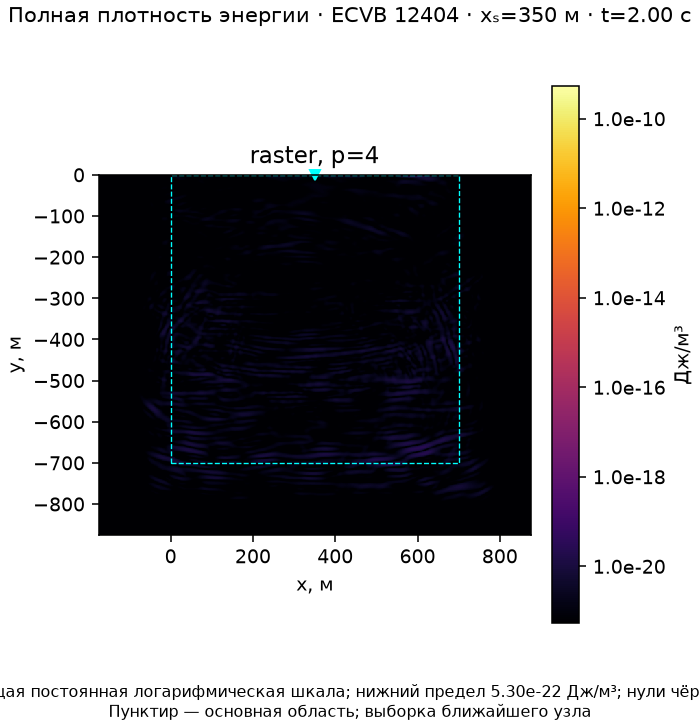 Полная плотность энергии · ECVB 12404 · xₛ=350 м · t=2.00 с
raster, p=4
0
−100
−200
−300
−400
−500
−600
−700
−800
y, м
0
200
400
600
800
x, м
1.0e-10
1.0e-12
1.0e-14
1.0e-16
1.0e-18
1.0e-20
Дж/м³
постоянная логарифмическая шкала; нижний предел 5.30e-22 Дж/м³; нули
Пунктир — основная область; выборка ближайшего узла